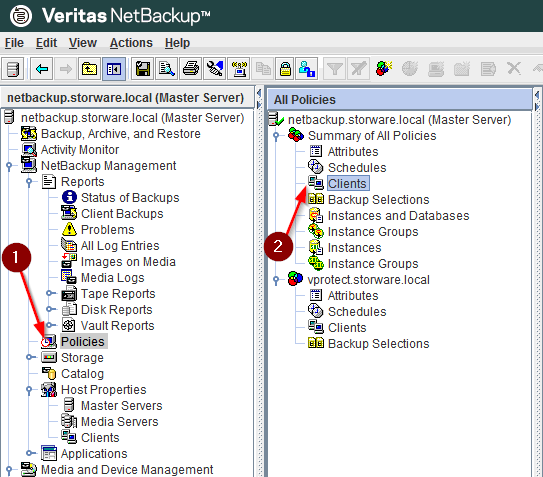 Veritas NetBackup™
File Edit View Actions Help
netbackup.storware.local (Master Server)
netbackup.storware.local (Master Server)
Backup, Archive, and Restore
Activity Monitor
NetBackup Management
Reports
Status of Backups
Client Backups
Problems
All Log Entries
Images on Media
Media Logs
Tape Reports
Disk Reports
Vault Reports
Policies
Storage
Catalog
Host Properties
Master Servers
Media Servers
Clients
Applications
Media and Device Management
1
All Policies
netbackup.storware.local (Master Server)
Summary of All Policies
Attributes
Schedules
Clients
Backup Selections
Instances and Databases
Instance Groups
Instances
Instance Groups
vprotect.storware.local
Attributes
Schedules
Clients
Backup Selections
2